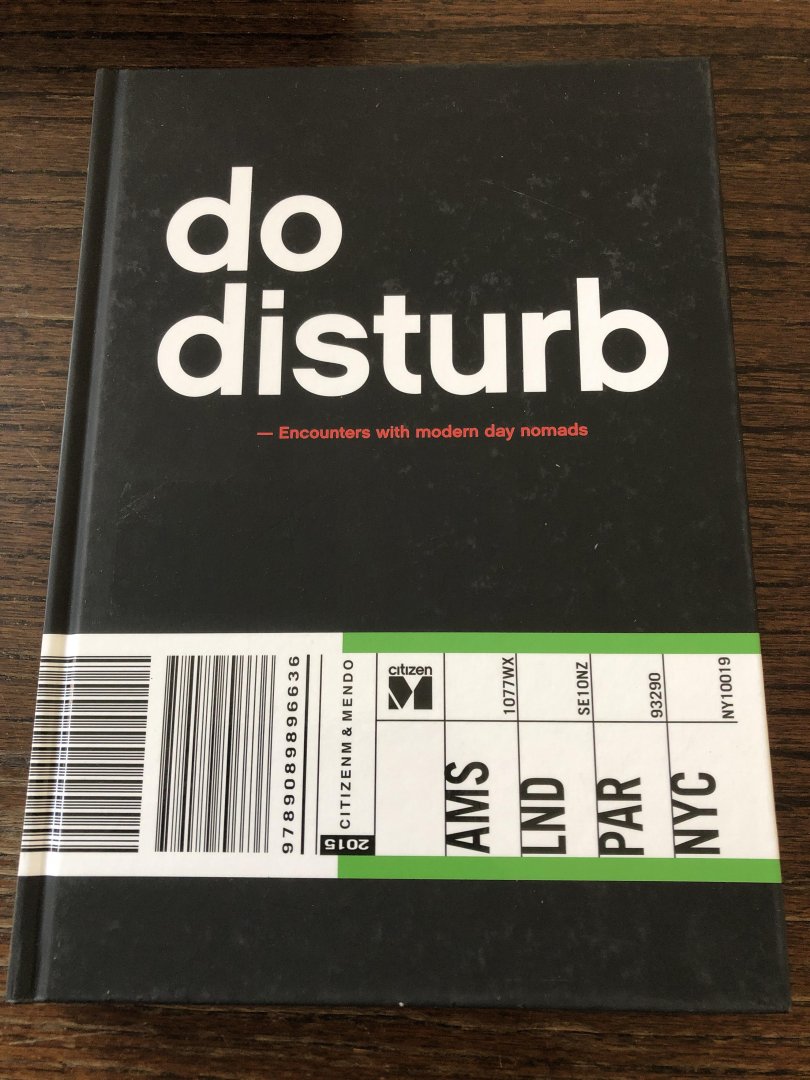 do
disturb
— Encounters with modern day nomads
9789089896636
2015
CITIZENM & MENDO
citizen
M
AMS
1077WX
LND
SE10NZ
PAR
93290
NYC
NY10019